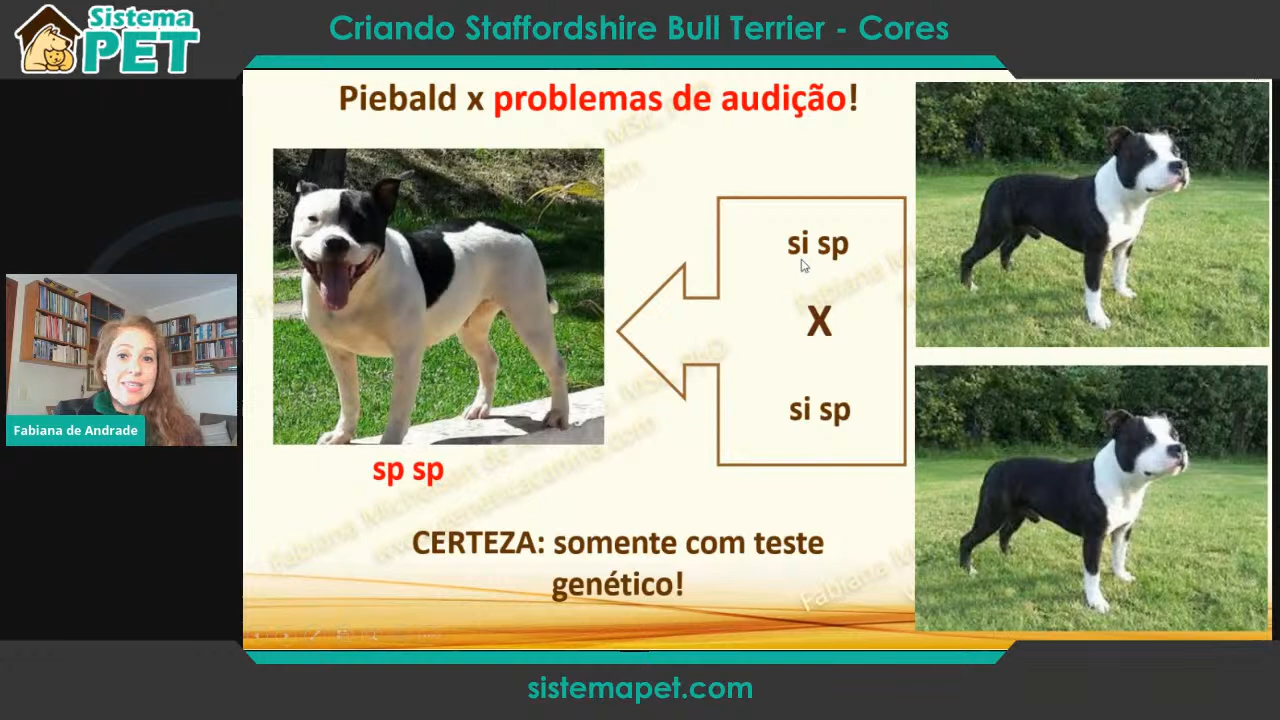 Sistema
PET
Criando Staffordshire Bull Terrier - Cores
Piebald x problemas de audição!
si sp
X
si sp
sp sp
CERTEZA: somente com teste
genético!
Fabiana de Andrade
sistemapet.com